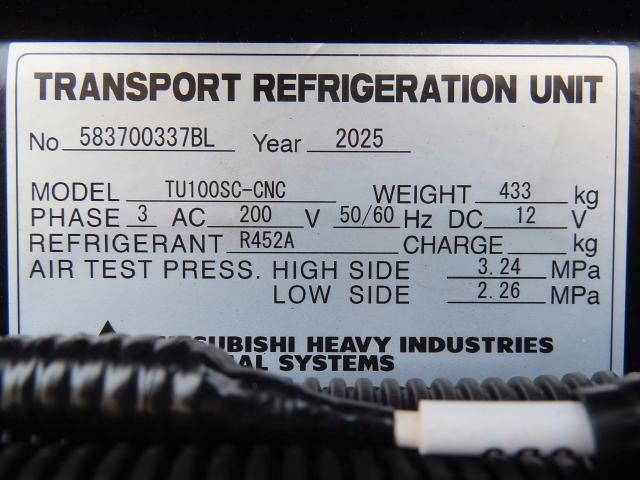 TRANSPORT REFRIGERATION UNIT
No 583700337BL Year 2025
MODEL TU100SC-CNC WEIGHT 433 kg
PHASE 3 AC 200 V 50/60 Hz DC 12 V
REFRIGERANT R452A CHARGE kg
AIR TEST PRESS. HIGH SIDE 3.24 MPa
LOW SIDE 2.26 MPa
HEAVY INDUSTRIES
SYSTEMS